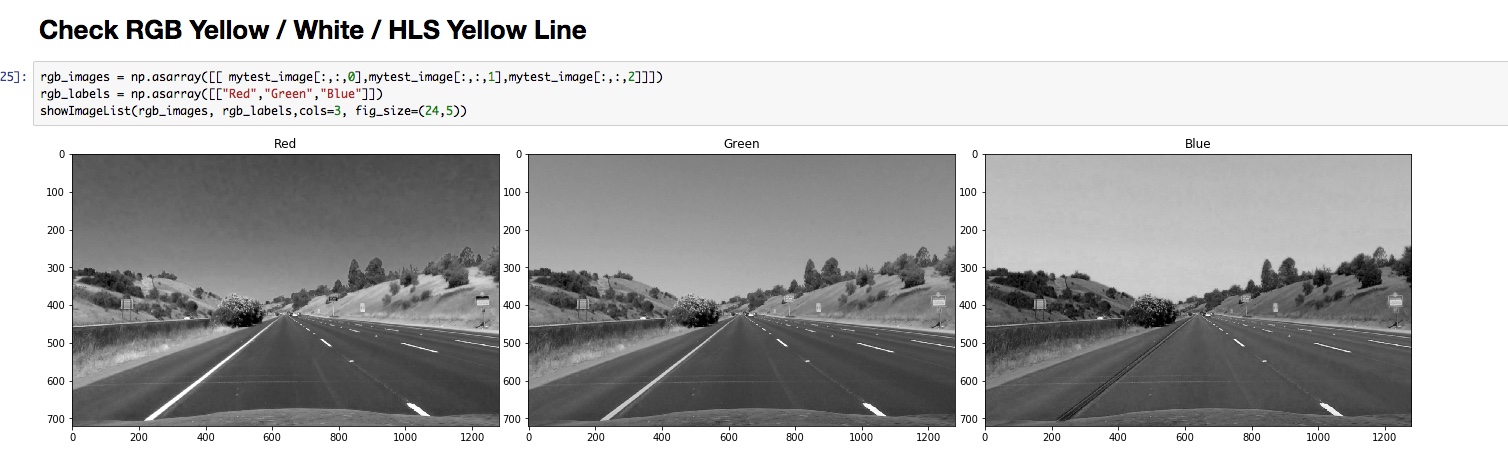 Check RGB Yellow / White / HLS Yellow Line
25]:
rgb_images = np.asarray([[ mytest_image[:,:,0],mytest_image[:,:,1],mytest_image[:,:,2]]])
rgb_labels = np.asarray([["Red","Green","Blue"]])
showImageList(rgb_images, rgb_labels,cols=3, fig_size=(24,5))
Red
0
100
200
300
400
500
600
700
0 200 400 600 800 1000 1200
Green
0
100
200
300
400
500
600
700
0 200 400 600 800 1000 1200
Blue
0
100
200
300
400
500
600
700
0 200 400 600 800 1000 1200